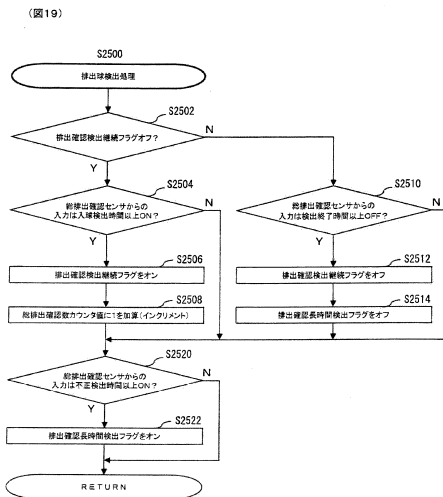 (図19)
S2500
排出球検出処理
S2502
排出確認検出継続フラグオフ?
N
Y
S2504
総排出確認センサからの
入力は入球検出時間以上ON?
N
Y
S2510
総排出確認センサからの
入力は検出終了時間以上OFF?
N
Y
S2506
排出確認検出継続フラグをオン
S2512
排出確認検出継続フラグをオフ
S2508
総排出確認数カウンタ値に1を加算(インクリメント)
S2514
排出確認長時間検出フラグをオフ
S2520
総排出確認センサからの
入力は不正検出時間以上ON?
N
Y
S2522
排出確認長時間検出フラグをオン
RETURN